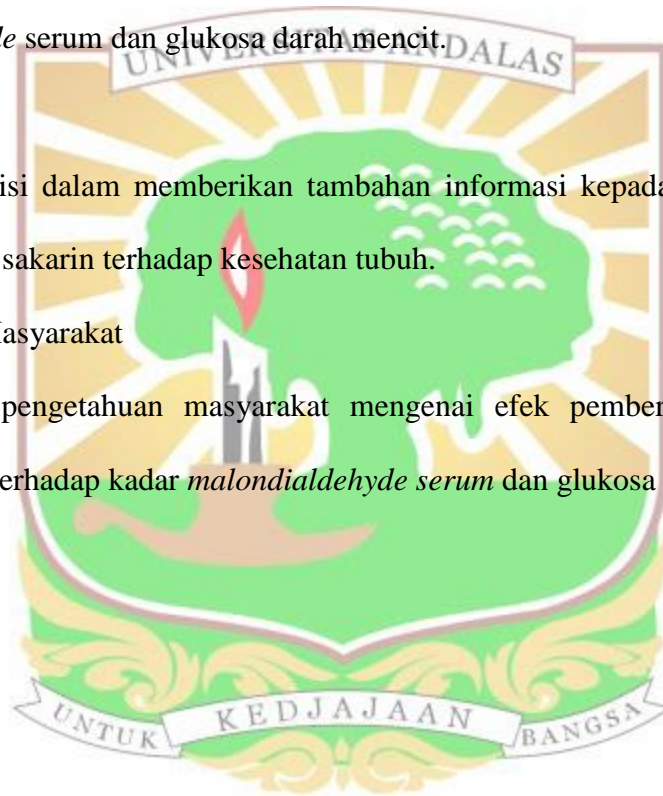 de serum dan glukosa darah mencit.
UNIVERSITAS ANDALAS
isi dalam memberikan tambahan informasi kepada
sakarin terhadap kesehatan tubuh.
asyarakat
pengetahuan masyarakat mengenai efek pember
erhadap kadar malondialdehyde serum dan glukosa
UNTUK KEDJAJAAN BANGSA